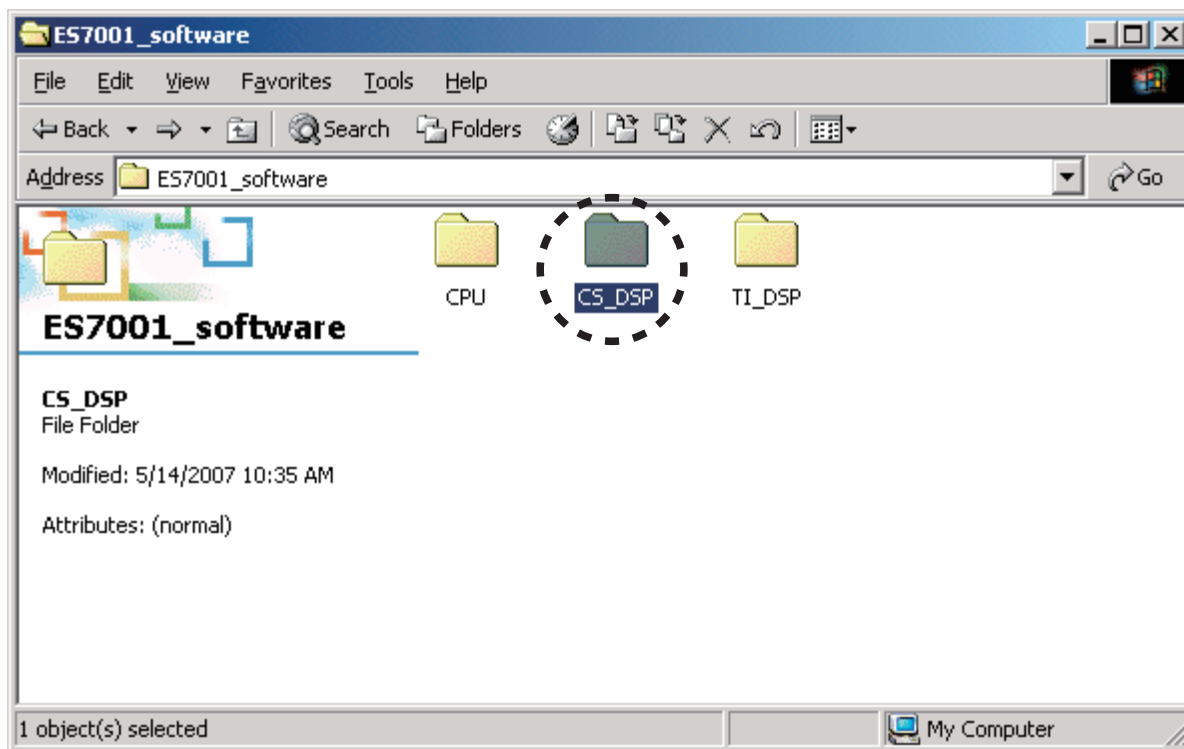 ES7001_software
File Edit View Favorites Tools Help
Back Search Folders
Address ES7001_software Go
CPU CS_DSP TI_DSP
ES7001_software
CS_DSP
File Folder
Modified: 5/14/2007 10:35 AM
Attributes: (normal)
1 object(s) selected My Computer